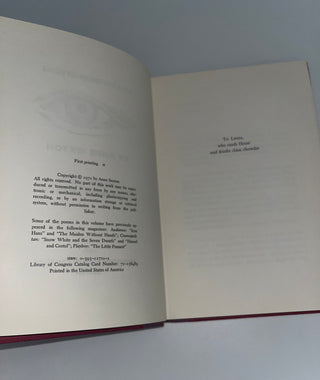 First printing
Copyright © 1971 by Anne Sexton
All rights reserved. No part of this work may be repro-
duced or transmitted in any form by any means, elec-
tronic or mechanical, including photocopying and
recording, or by an information storage or retrieval
system, without permission in writing from the pub-
lisher.
Some of the poems in this volume have previously ap-
peared in the following magazines: Audience: "Iron
Hans" and "The Maiden Without Hands"; Cosmopoli-
tan: "Snow White and the Seven Dwarfs" and "Hansel
and Gretel"; Playboy: "The Little Peasant"
ISBN:
Library of Congress Catalog Card Number:
Printed in the United States of America
To Linda,
who reads Hesse
and drinks clam chowder